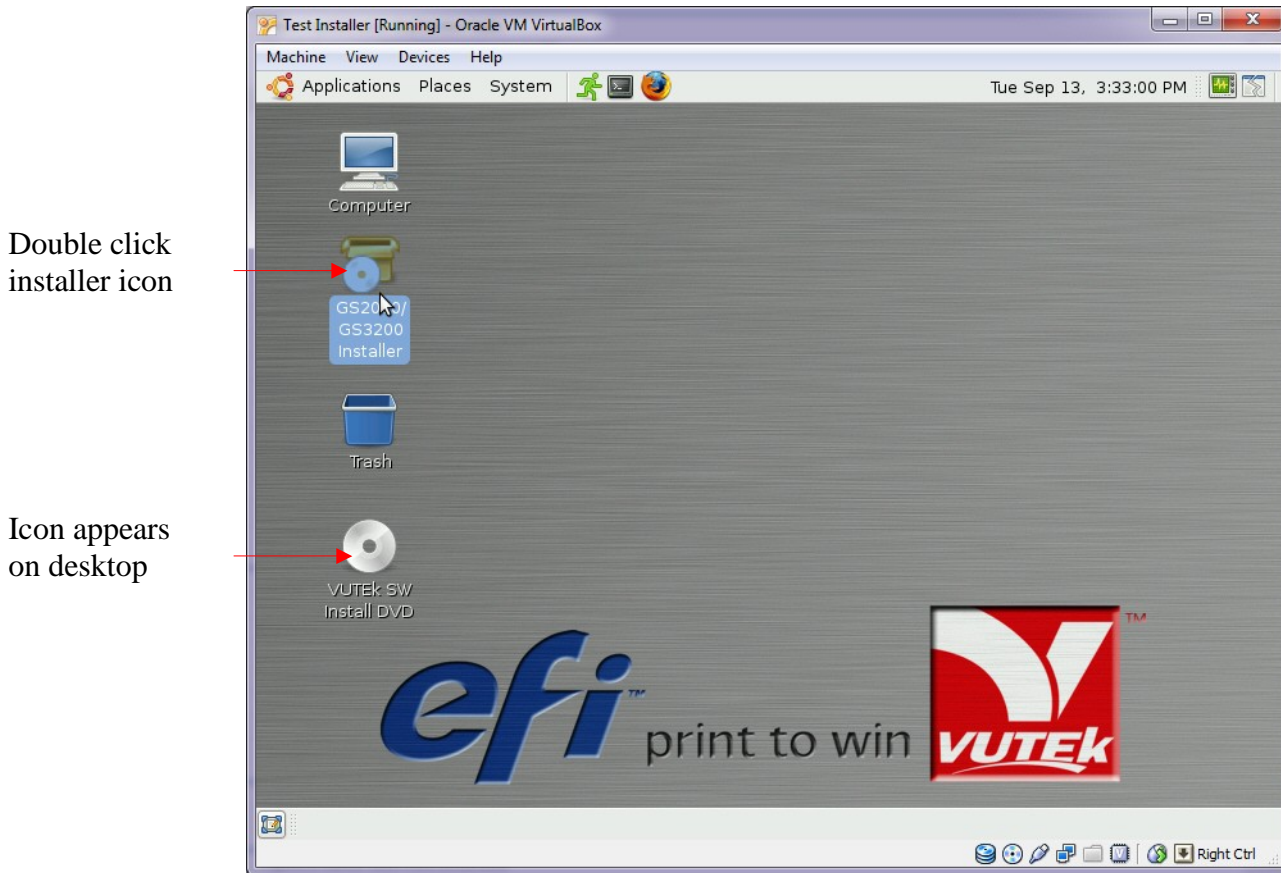 Test Installer [Running] - Oracle VM VirtualBox
Machine View Devices Help
Applications Places System
Tue Sep 13, 3:33:00 PM
Computer
Double click
installer icon
GS2000/
GS3200
Installer
Trash
Icon appears
on desktop
VUTEk SW
Install DVD
efi™ print to win
VUTEk
TM
Right Ctrl